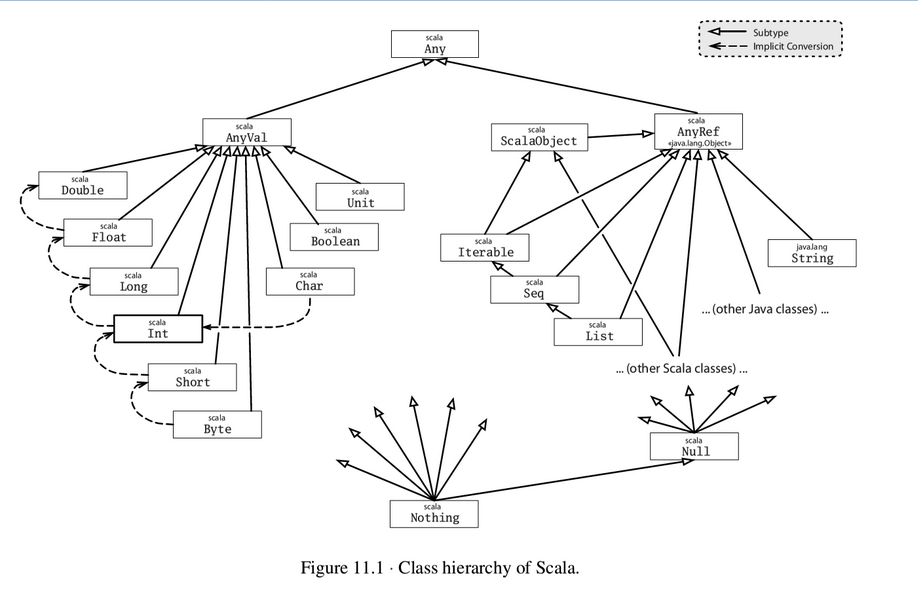 scala
Any
Subtype
Implicit Conversion
scala
AnyVal
scala
ScalaObject
scala
AnyRef
«java.lang.Object»
scala
Double
scala
Unit
scala
Float
scala
Boolean
scala
Iterable
java.lang
String
scala
Long
scala
Char
scala
Seq
... (other Java classes) ...
scala
Int
scala
List
scala
Short
... (other Scala classes) ...
scala
Byte
scala
Null
scala
Nothing
Figure 11.1 · Class hierarchy of Scala.